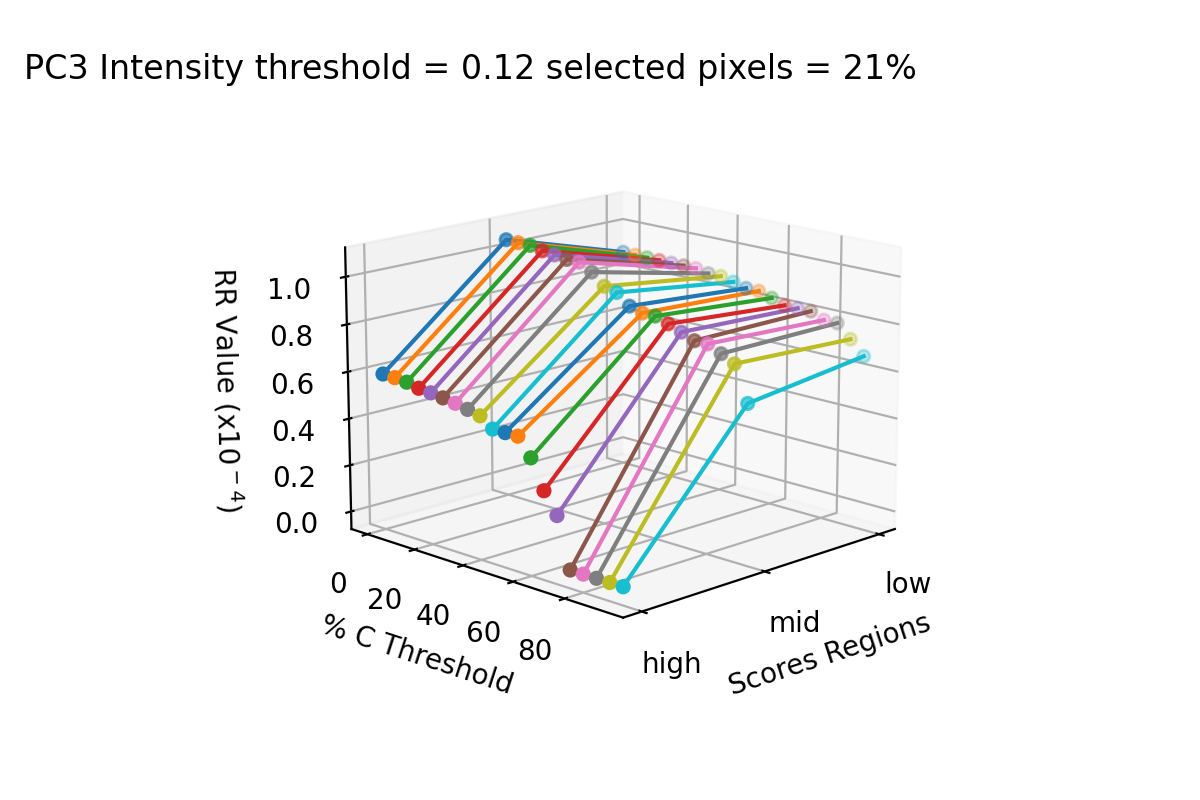 PC3 Intensity threshold = 0.12 selected pixels = 21%
RR Value (x10⁻⁴)
1.0
0.8
0.6
0.4
0.2
0.0
0
20
40
60
80
% C Threshold
high
mid
low
Scores Regions